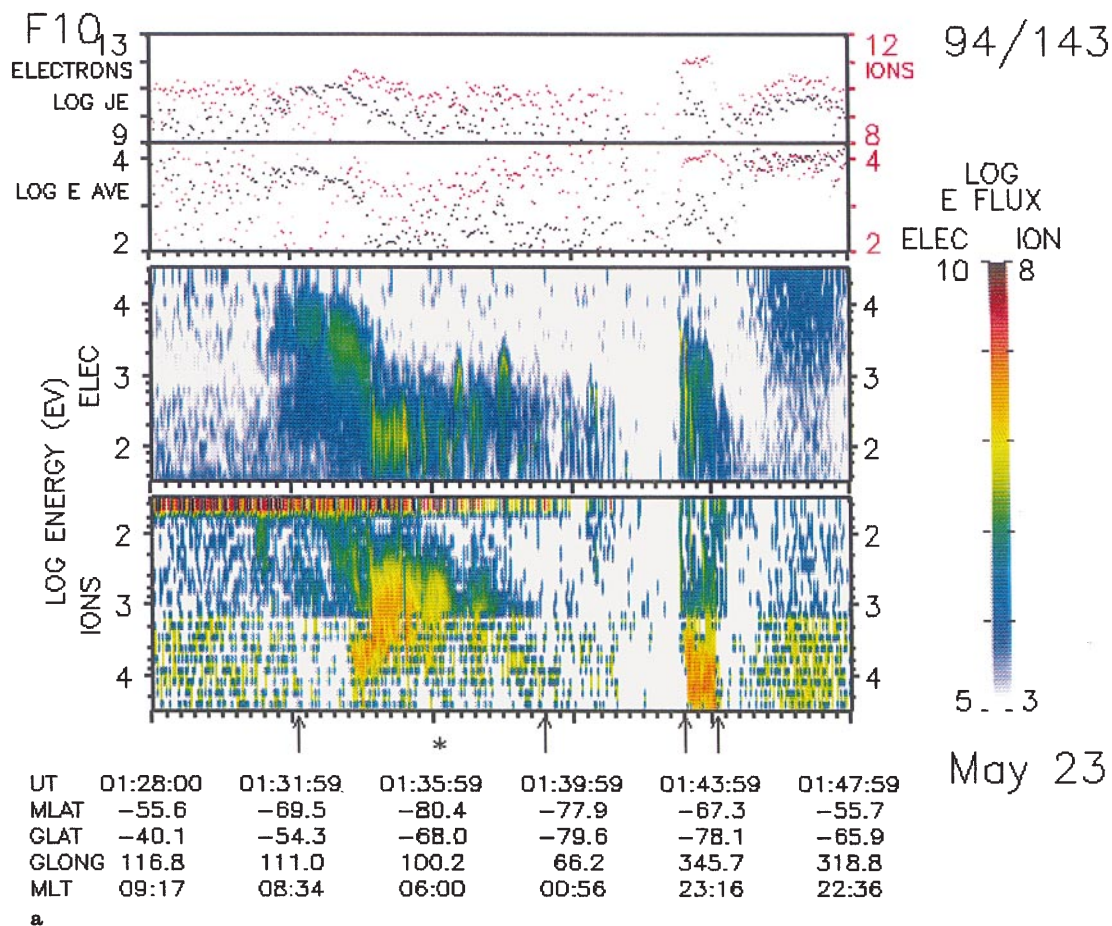 F10 13 12 94/143
ELECTRONS IONS
LOG JE
9 8
4 4
LOG E AVE
2 2
LOG
E FLUX
ELEC ION
10 8
LOG ENERGY (EV)
ELEC
4 4
3 3
2 2
IONS
2 2
3 3
4 4
5 3
*
May 23
UT 01:28:00 01:31:59 01:35:59 01:39:59 01:43:59 01:47:59
MLAT -55.6 -69.5 -80.4 -77.9 -67.3 -55.7
GLAT -40.1 -54.3 -68.0 -79.6 -78.1 -65.9
GLONG 116.8 111.0 100.2 66.2 345.7 318.8
MLT 09:17 08:34 06:00 00:56 23:16 22:36
a